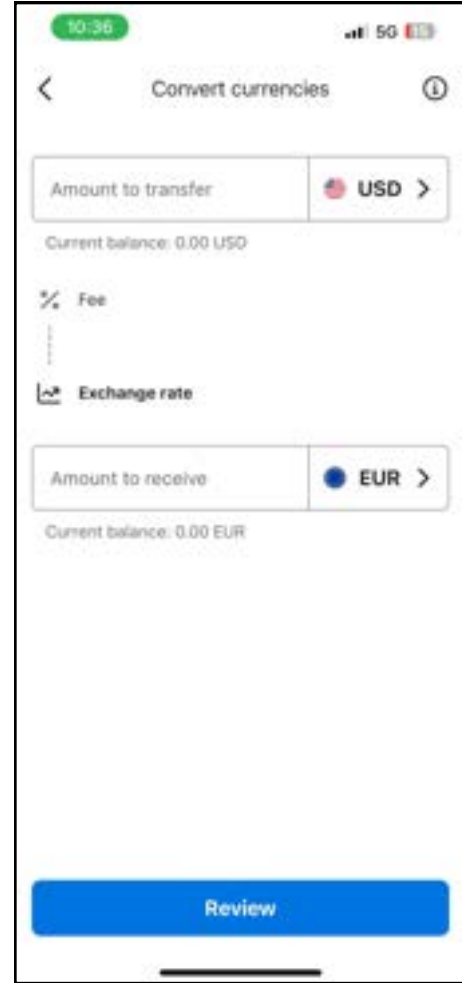 10:36
5G
Convert currencies
Amount to transfer
USD
Current balance: 0.00 USD
Fee
Exchange rate
Amount to receive
EUR
Current balance: 0.00 EUR
Review